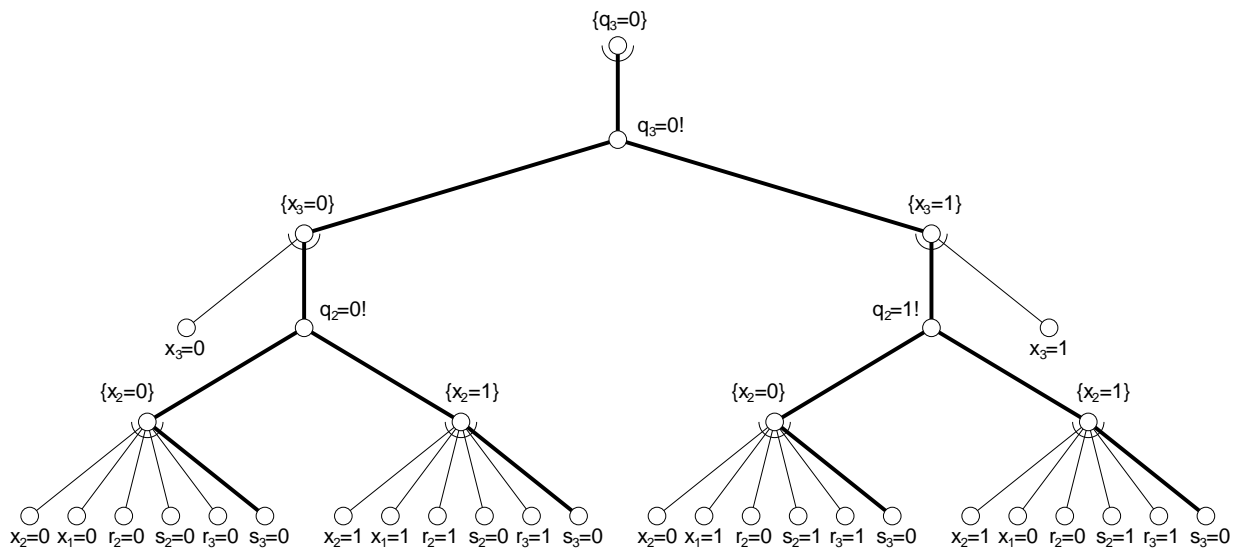 {q₃=0}
q₃=0!
{x₃=0} {x₃=1}
q₂=0! q₂=1!
x₃=0 x₃=1
{x₂=0} {x₂=1} {x₂=0} {x₂=1}
x₂=0 x₁=0 r₂=0 s₂=0 r₃=0 s₃=0 x₂=1 x₁=1 r₂=1 s₂=0 r₃=1 s₃=0 x₂=0 x₁=1 r₂=0 s₂=1 r₃=1 s₃=0 x₂=1 x₁=0 r₂=0 s₂=1 r₃=1 s₃=0